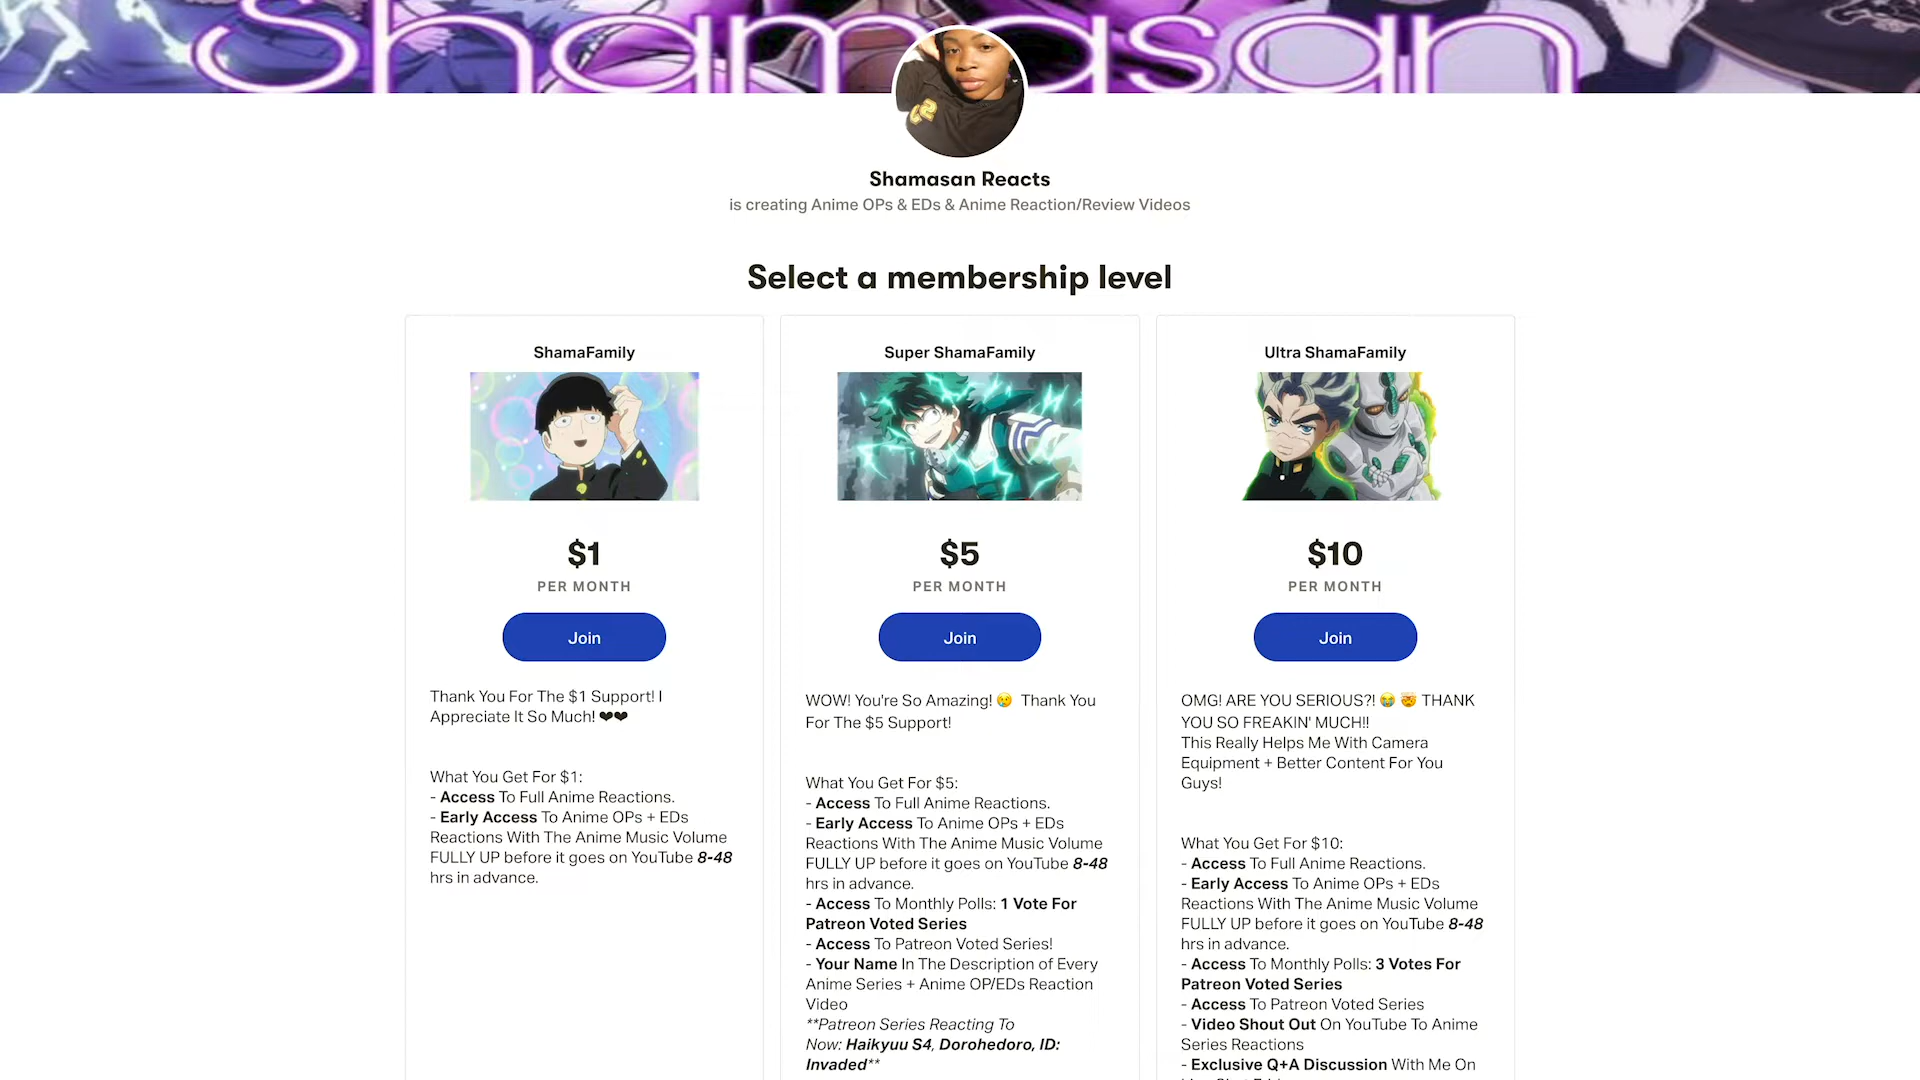 Shamasan
Shamasan Reacts
is creating Anime OPs & EDs & Anime Reaction/Review Videos
Select a membership level
ShamaFamily
$1
PER MONTH
Join
Thank You For The $1 Support! I
Appreciate It So Much! ❤❤
What You Get For $1:
- Access To Full Anime Reactions.
- Early Access To Anime OPs + EDs
Reactions With The Anime Music Volume
FULLY UP before it goes on YouTube 8-48
hrs in advance.
Super ShamaFamily
$5
PER MONTH
Join
WOW! You're So Amazing! 😢 Thank You
For The $5 Support!
What You Get For $5:
- Access To Full Anime Reactions.
- Early Access To Anime OPs + EDs
Reactions With The Anime Music Volume
FULLY UP before it goes on YouTube 8-48
hrs in advance.
- Access To Monthly Polls: 1 Vote For
Patreon Voted Series
- Access To Patreon Voted Series!
- Your Name In The Description of Every
Anime Series + Anime OP/EDs Reaction
Video
**Patreon Series Reacting To
Now: Haikyuu S4, Dorohedoro, ID:
Invaded**
Ultra ShamaFamily
$10
PER MONTH
Join
OMG! ARE YOU SERIOUS?! 😭 🤯 THANK
YOU SO FREAKIN' MUCH!!
This Really Helps Me With Camera
Equipment + Better Content For You
Guys!
What You Get For $10:
- Access To Full Anime Reactions.
- Early Access To Anime OPs + EDs
Reactions With The Anime Music Volume
FULLY UP before it goes on YouTube 8-48
hrs in advance.
- Access To Monthly Polls: 3 Votes For
Patreon Voted Series
- Access To Patreon Voted Series
- Video Shout Out On YouTube To Anime
Series Reactions
- Exclusive Q+A Discussion With Me On